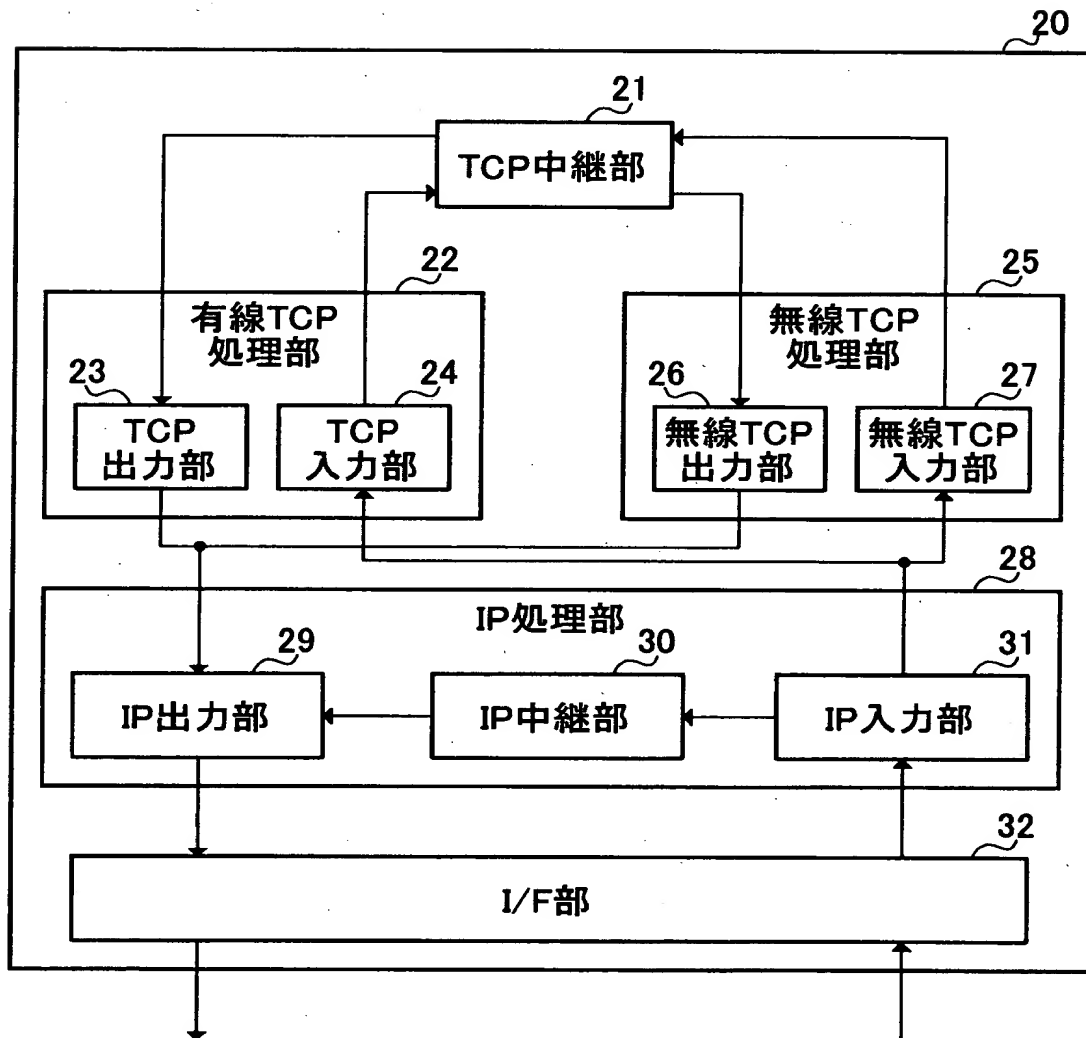 20
21
TCP中継部
22
有線TCP
処理部
23
TCP
出力部
24
TCP
入力部
25
無線TCP
処理部
26
無線TCP
出力部
27
無線TCP
入力部
28
IP処理部
29
IP出力部
30
IP中継部
31
IP入力部
32
I/F部